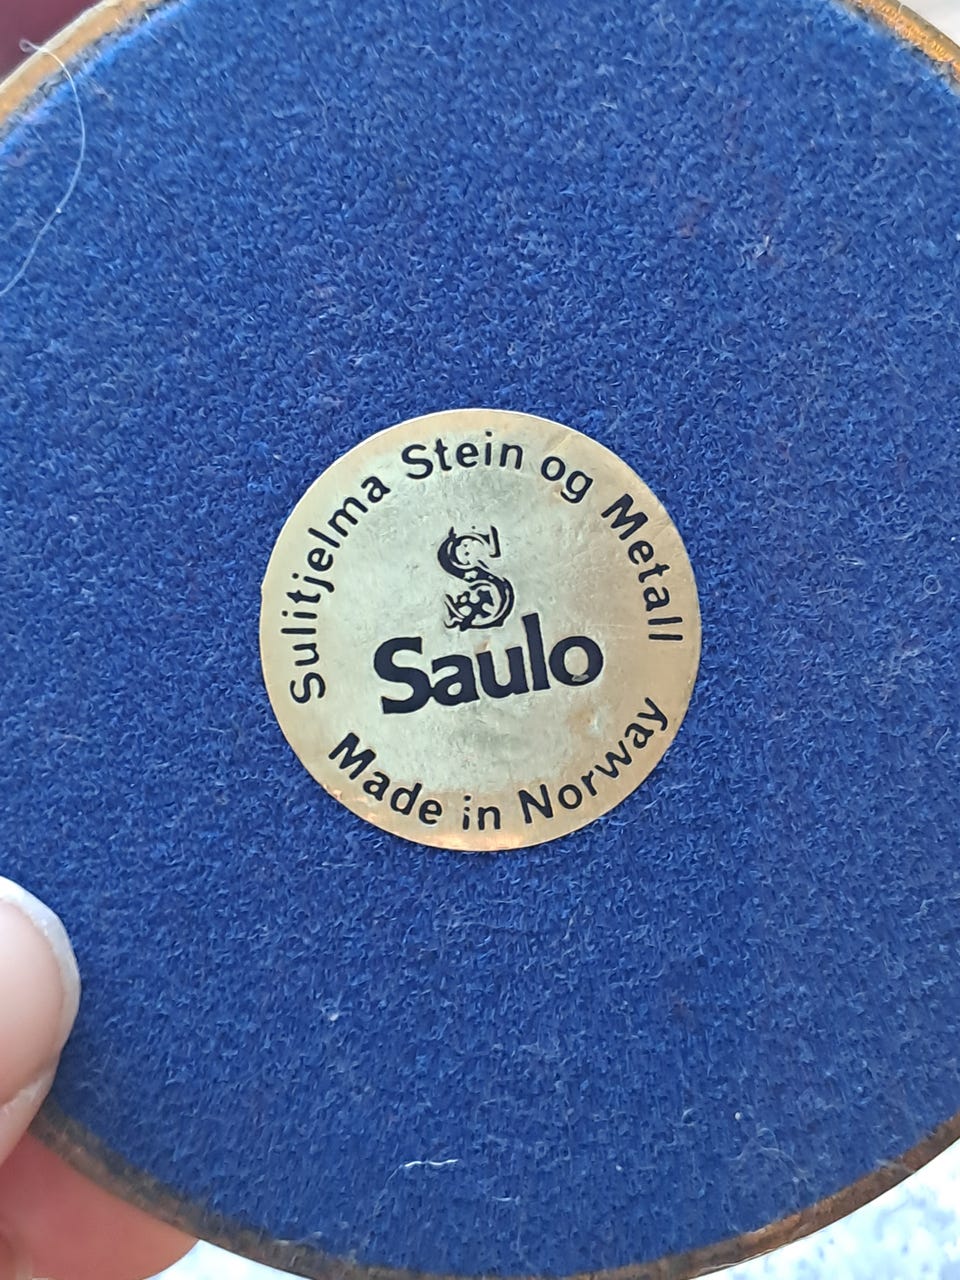 Sulitjelma Stein og Metall
S
Saulo
Made in Norway